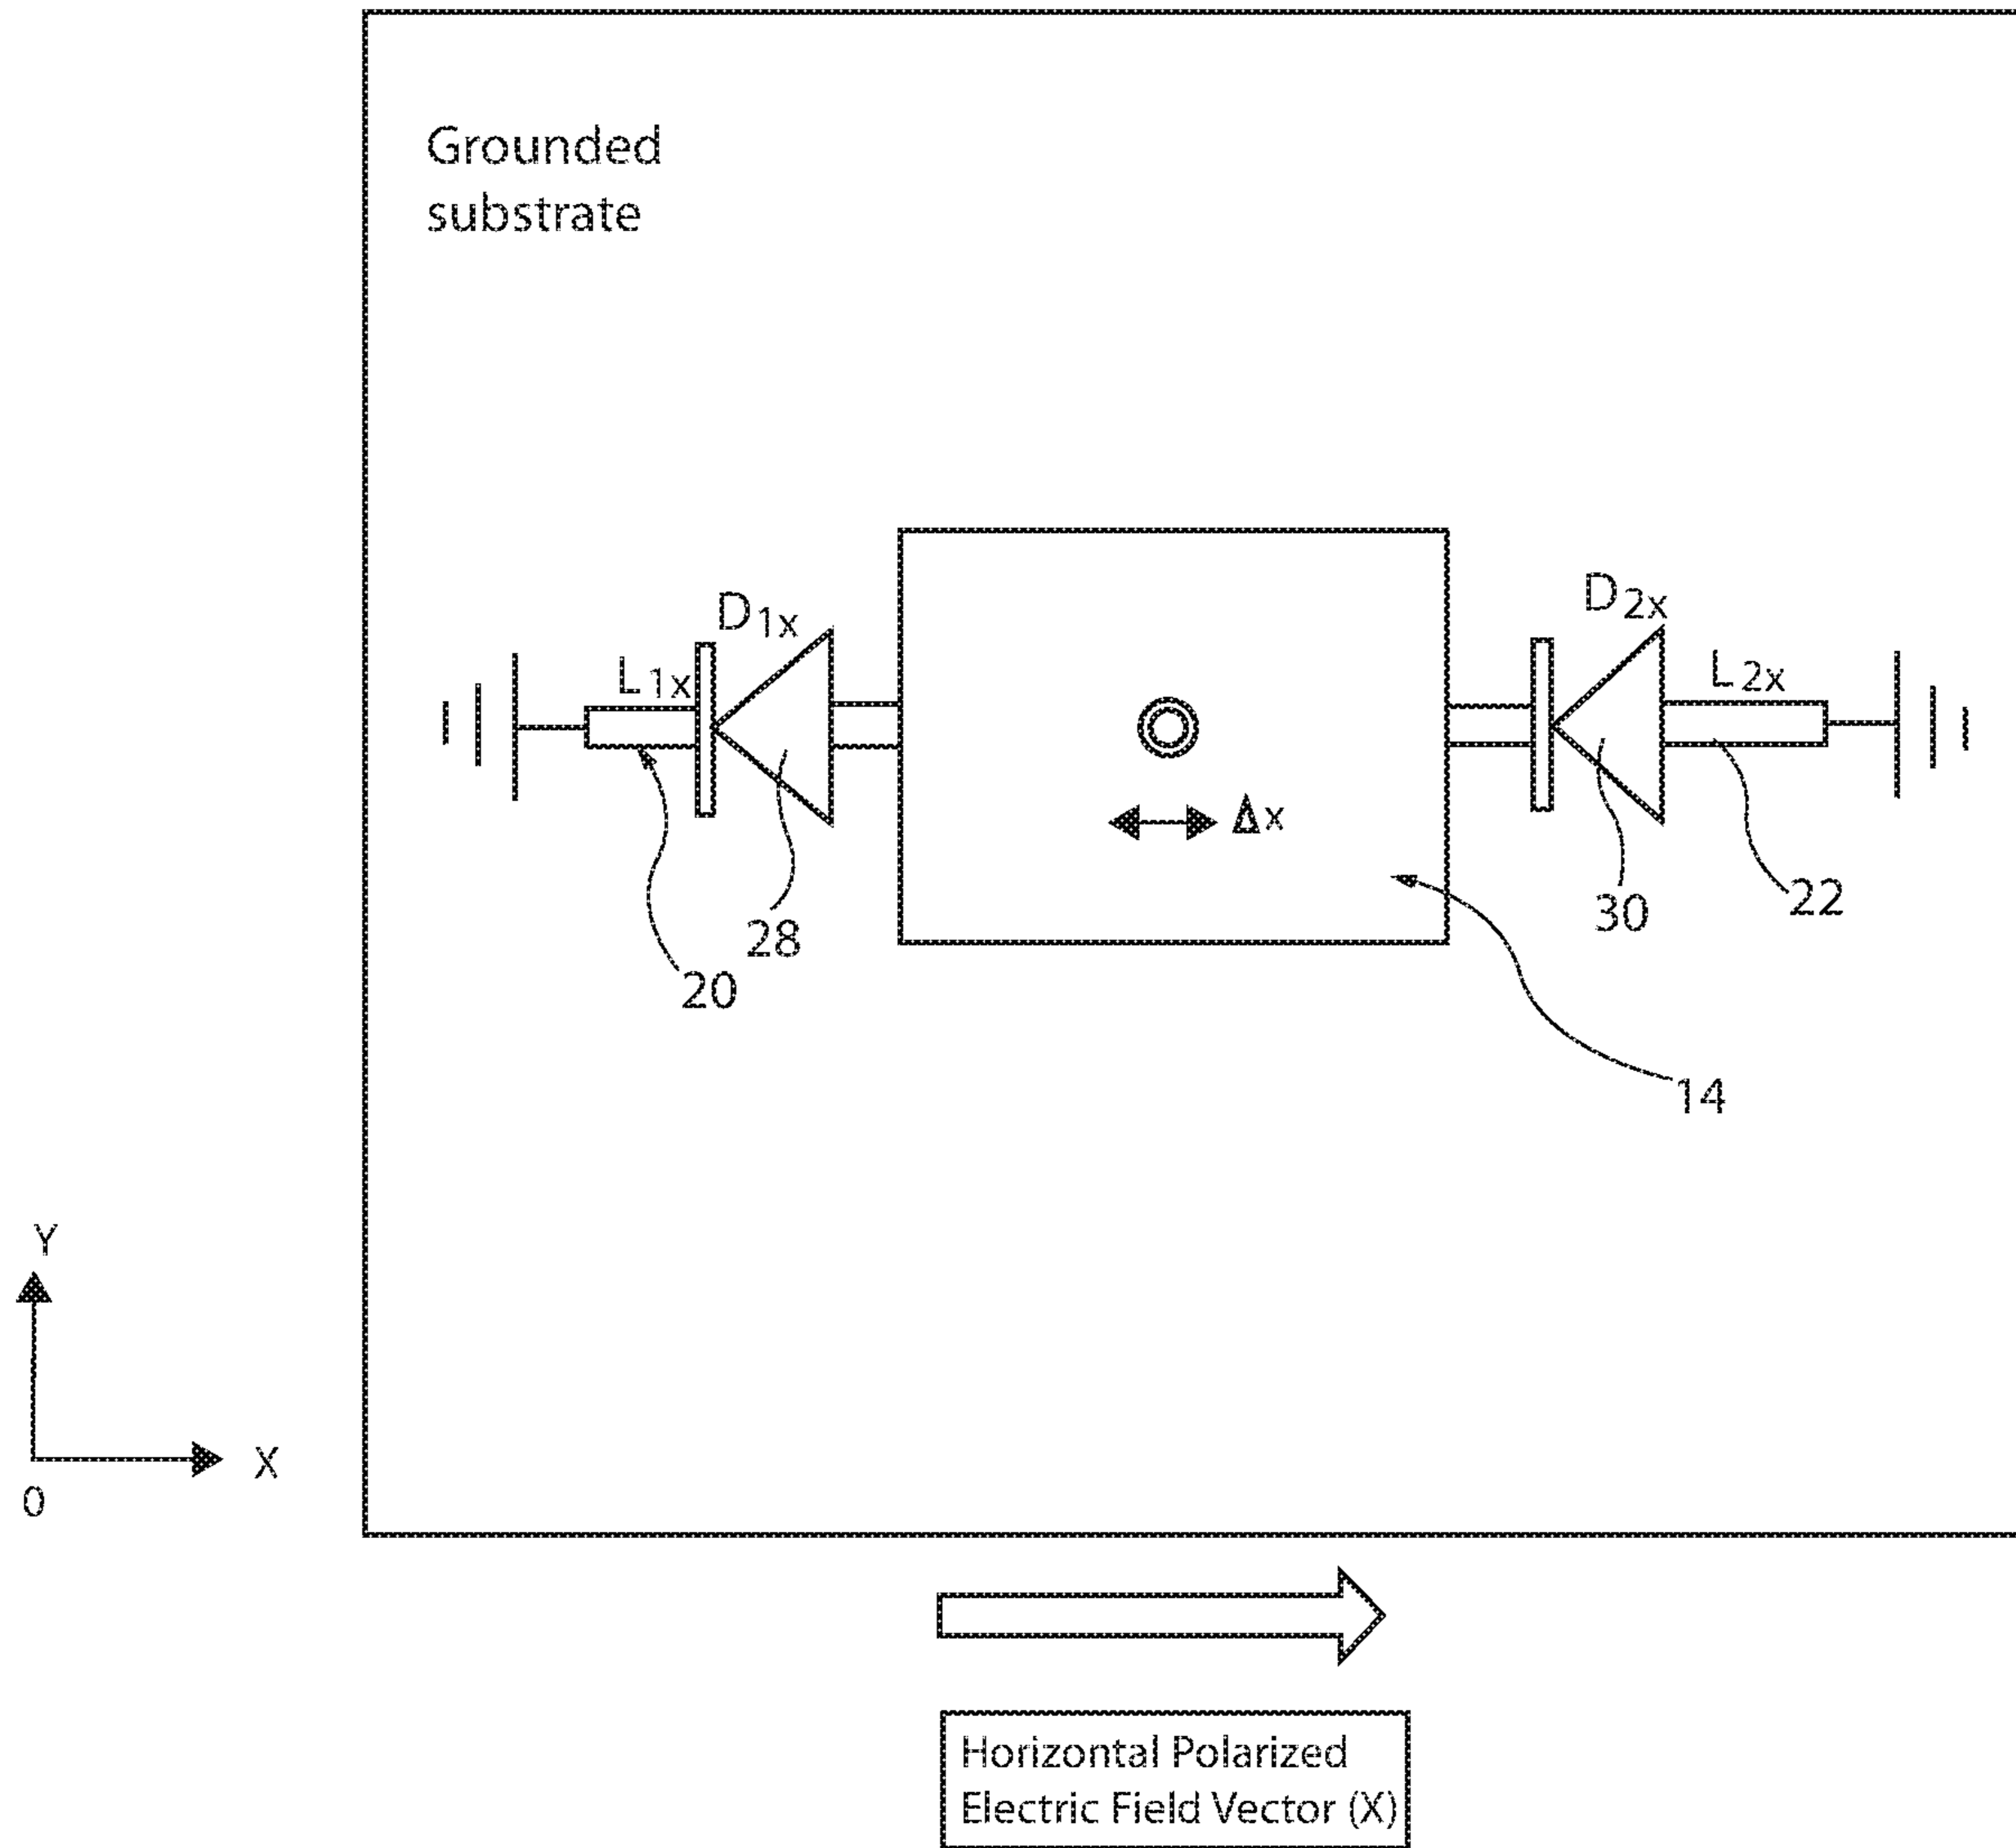 Grounded
substrate
D1x
D2x
L1x
L2x
Δx
28
30
22
20
14
Y
X
0
Horizontal Polarized
Electric Field Vector (X)